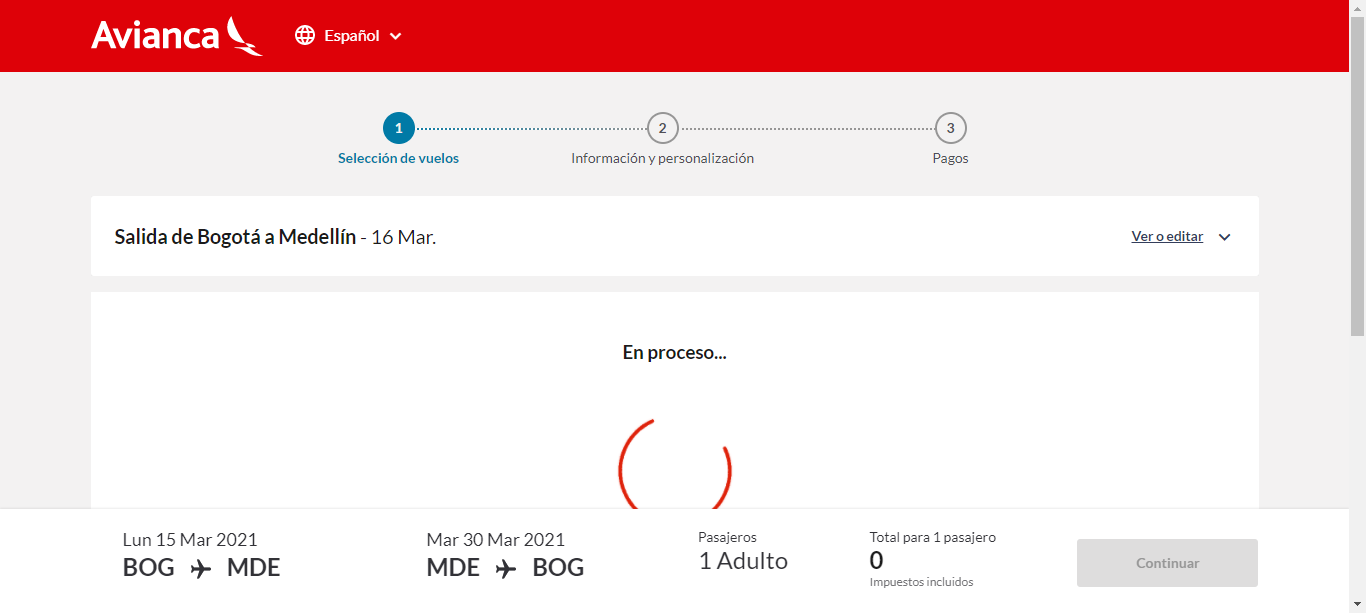 Avianca
Español
1
2
3
Selección de vuelos
Información y personalización
Pagos
Salida de Bogotá a Medellín - 16 Mar.
Ver o editar
En proceso...
Lun 15 Mar 2021
BOG MDE
Mar 30 Mar 2021
MDE BOG
Pasajeros
1 Adulto
Total para 1 pasajero
0
Impuestos incluidos
Continuar